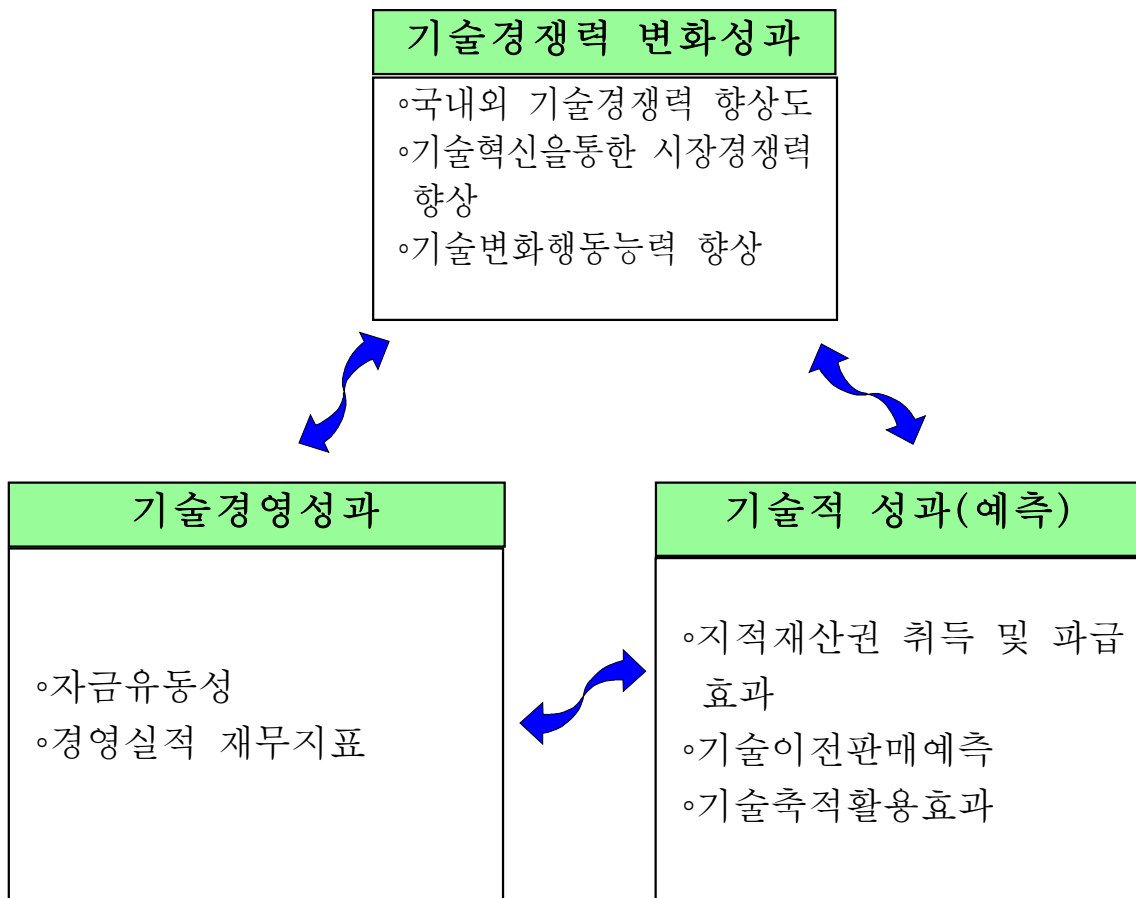 기술경쟁력 변화성과
◦국내외 기술경쟁력 향상도
◦기술혁신을통한 시장경쟁력
향상
◦기술변화행동능력 향상
기술경영성과
◦자금유동성
◦경영실적 재무지표
기술적 성과(예측)
◦지적재산권 취득 및 파급
효과
◦기술이전판매예측
◦기술축적활용효과